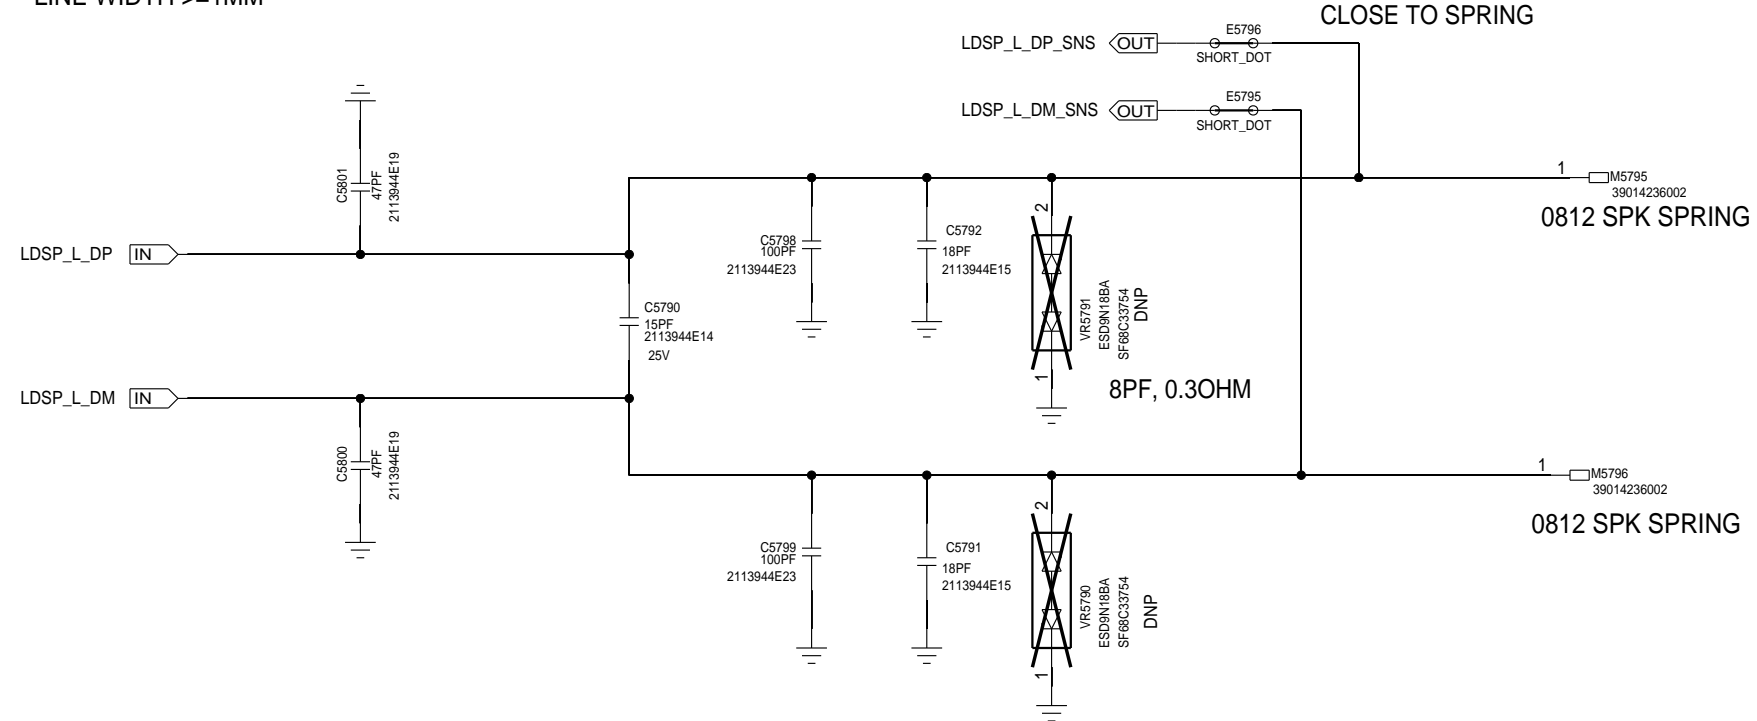 LINE WIDTH >=1MM
CLOSE TO SPRING
LDSP_L_DP_SNS
OUT
E5796
SHORT_DOT
LDSP_L_DM_SNS
OUT
E5795
SHORT_DOT
C5801
47PF
2113944E19
1
M5795
39014236002
0812 SPK SPRING
LDSP_L_DP
IN
C5798
100PF
2113944E23
C5792
18PF
2113944E15
2
1
VR5791
ESD9N18BA
SF68C33754
DNP
8PF, 0.3OHM
C5790
15PF
2113944E14
25V
LDSP_L_DM
IN
C5800
47PF
2113944E19
1
M5796
39014236002
0812 SPK SPRING
C5799
100PF
2113944E23
C5791
18PF
2113944E15
2
1
VR5790
ESD9N18BA
SF68C33754
DNP